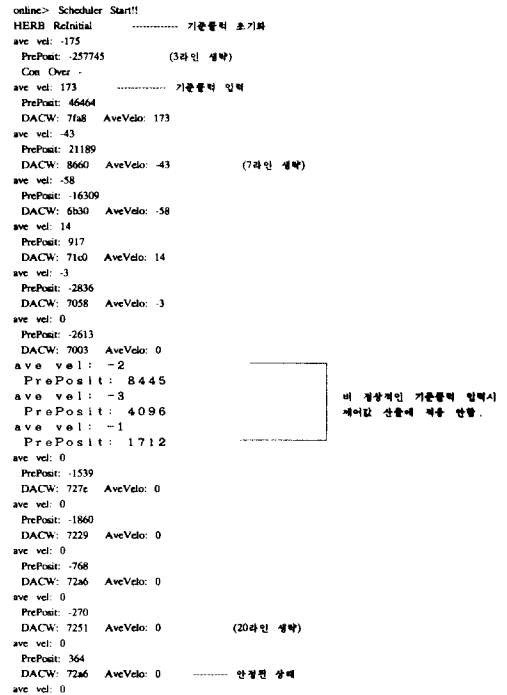 online> Scheduler Start!!
HERB ReInitial ------------ 기준클럭 초기화
ave vel: -175
PrePosit: -257745 (3라인 생략)
Con Over -
ave vel: 173 ------------- 기준클럭 입력
PrePosit: 46464
DACW: 7fa8 AveVelo: 173
ave vel: -43
PrePosit: 21189
DACW: 8660 AveVelo: -43 (7라인 생략)
ave vel: -58
PrePosit: -16309
DACW: 6b30 AveVelo: -58
ave vel: 14
PrePosit: 917
DACW: 71c0 AveVelo: 14
ave vel: -3
PrePosit: -2836
DACW: 7058 AveVelo: -3
ave vel: 0
PrePosit: -2613
DACW: 7003 AveVelo: 0
ave vel: -2
PrePosit: 8445
ave vel: -3
PrePosit: 4096
ave vel: -1
PrePosit: 1712
비 정상적인 기준클럭 입력시
제어값 산출에 적용 안함.
ave vel: 0
PrePosit: -1539
DACW: 727e AveVelo: 0
ave vel: 0
PrePosit: -1860
DACW: 7229 AveVelo: 0
ave vel: 0
PrePosit: -768
DACW: 72a6 AveVelo: 0
ave vel: 0
PrePosit: -270
DACW: 7251 AveVelo: 0 (20라인 생략)
ave vel: 0
PrePosit: 364
DACW: 72a6 AveVelo: 0 --------- 안정된 상태
ave vel: 0